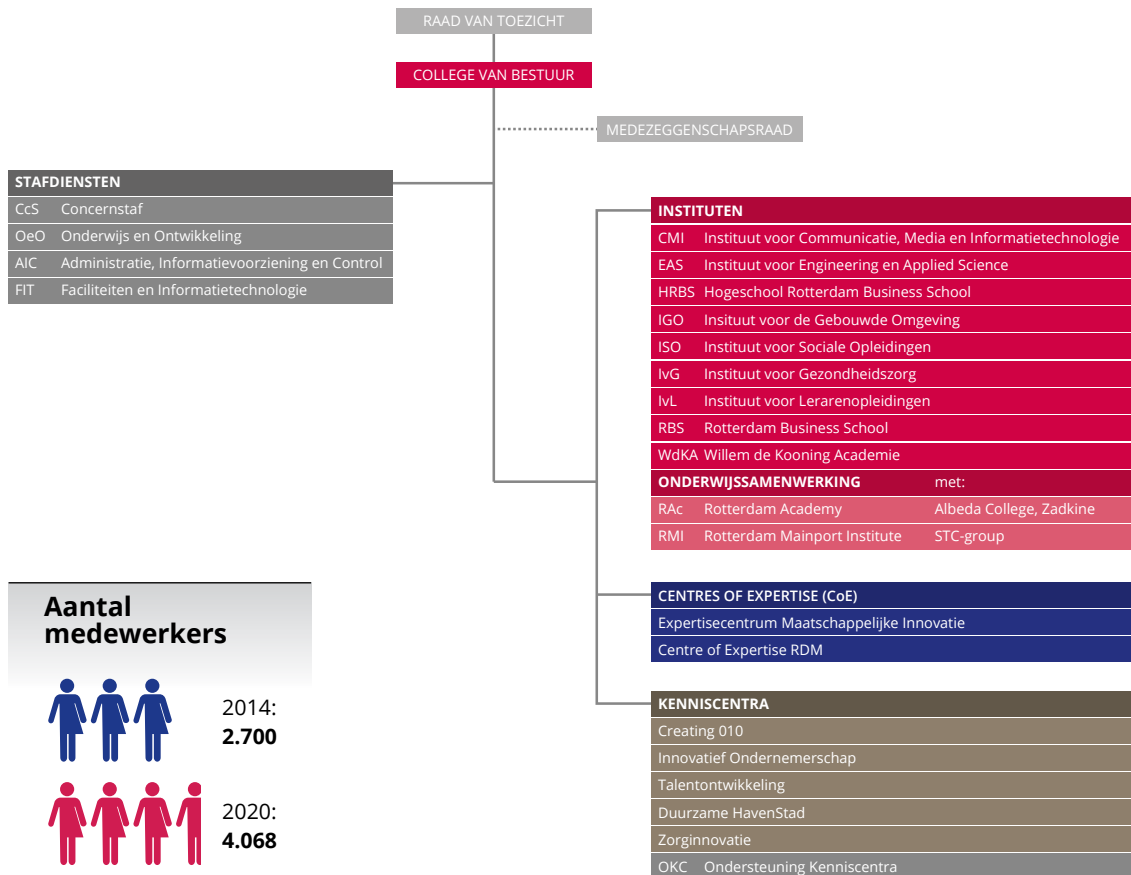 RAAD VAN TOEZICHT
COLLEGE VAN BESTUUR
MEDEZEGGENSCHAPSRAAD
STAFDIENSTEN
CcS Concernstaf
OeO Onderwijs en Ontwikkeling
AIC Administratie, Informatievoorziening en Control
FIT Faciliteiten en Informatietechnologie
INSTITUTEN
CMI Instituut voor Communicatie, Media en Informatietechnologie
EAS Instituut voor Engineering en Applied Science
HRBS Hogeschool Rotterdam Business School
IGO Insituut voor de Gebouwde Omgeving
ISO Instituut voor Sociale Opleidingen
IvG Instituut voor Gezondheidszorg
IvL Instituut voor Lerarenopleidingen
RBS Rotterdam Business School
WdKA Willem de Kooning Academie
ONDERWIJSSAMENWERKING met:
RAc Rotterdam Academy Albeda College, Zadkine
RMI Rotterdam Mainport Institute STC-group
CENTRES OF EXPERTISE (CoE)
Expertisecentrum Maatschappelijke Innovatie
Centre of Expertise RDM
KENNISCENTRA
Creating 010
Innovatief Ondernemerschap
Talentontwikkeling
Duurzame HavenStad
Zorginnovatie
OKC Ondersteuning Kenniscentra
Aantal
medewerkers
2014:
2.700
2020:
4.068